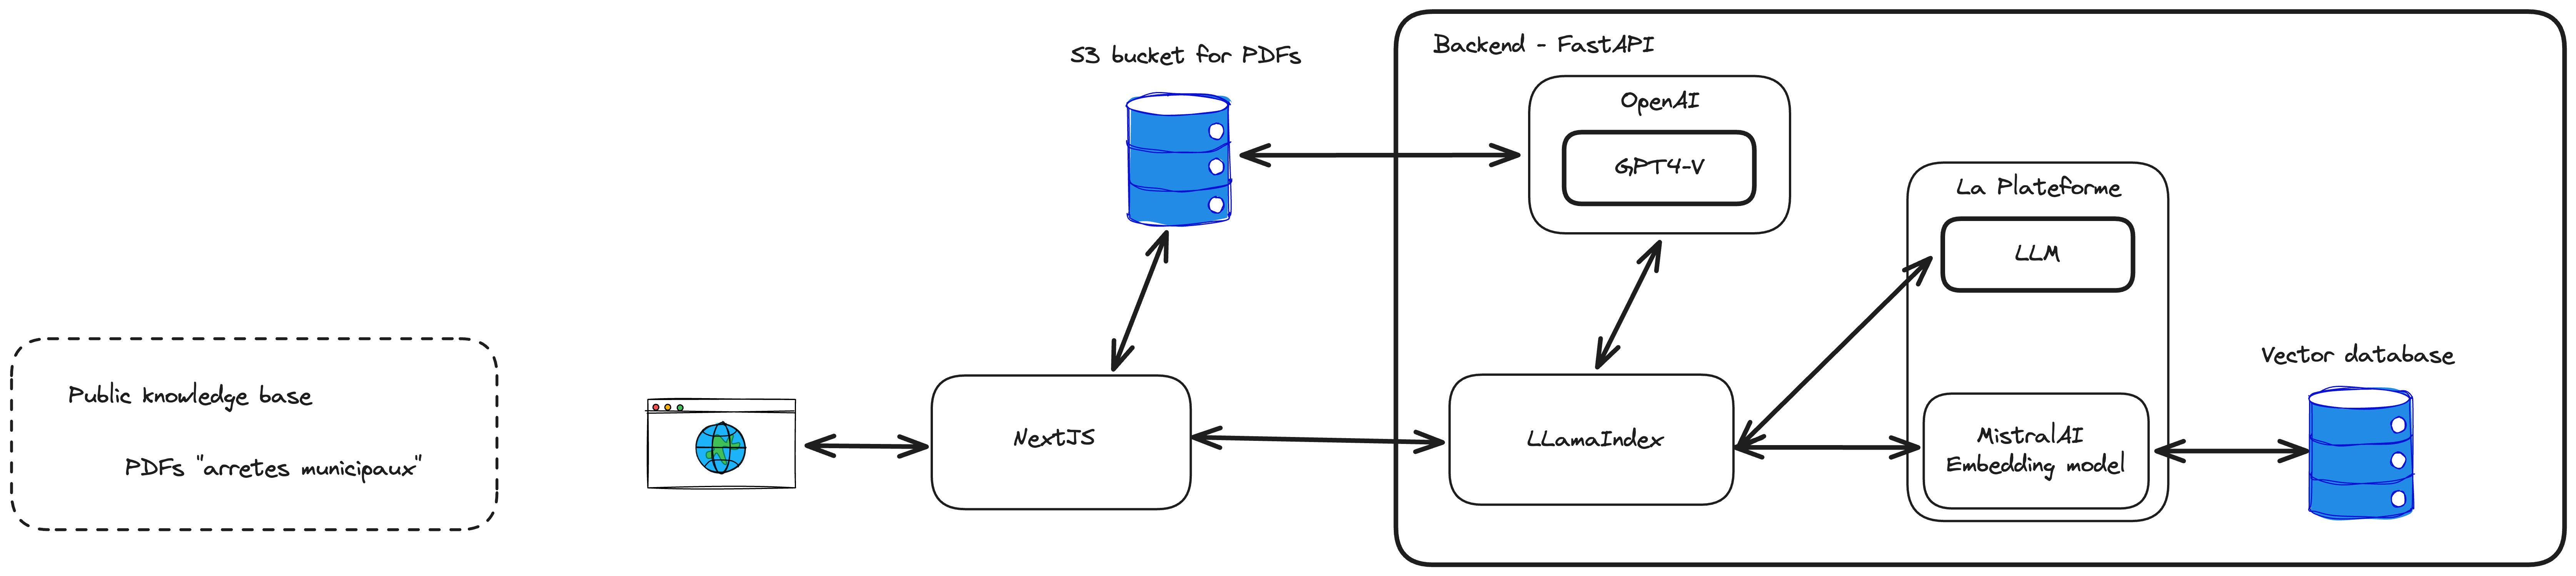 S3 bucket for PDFs
Backend - FastAPI
OpenAI
GPT4-V
La Plateforme
LLM
Vector database
Public knowledge base
PDFs "arretes municipaux"
NextJS
LLamaIndex
MistralAI
Embedding model